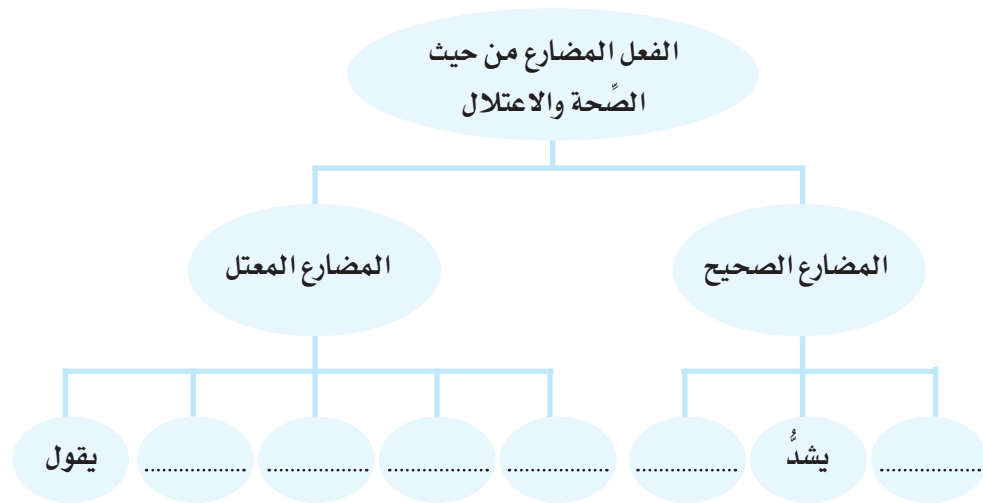 الفعل المضارع من حيث
الصِّحة والاعتلال
المضارع الصحيح
المضارع المعتل
.................. يشدُّ .................. .................. .................. .................. .................. يقول